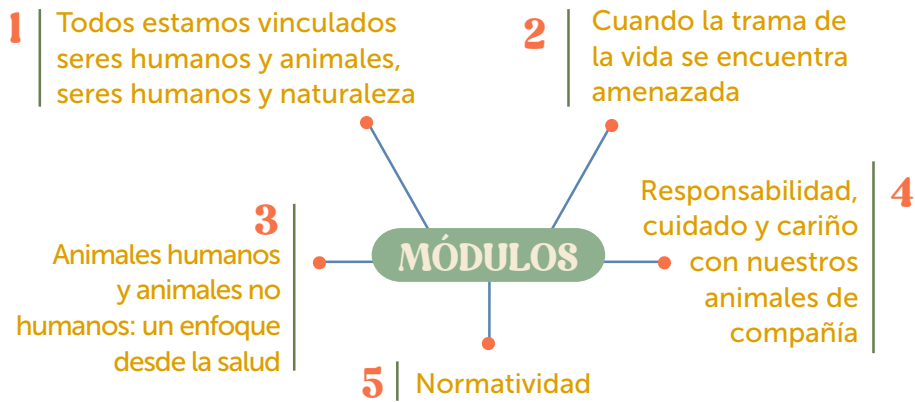 1
Todos estamos vinculados
seres humanos y animales,
seres humanos y naturaleza
2
Cuando la trama de
la vida se encuentra
amenazada
MÓDULOS
3
Animales humanos
y animales no
humanos: un enfoque
desde la salud
4
Responsabilidad,
cuidado y cariño
con nuestros
animales de
compañía
5
Normatividad